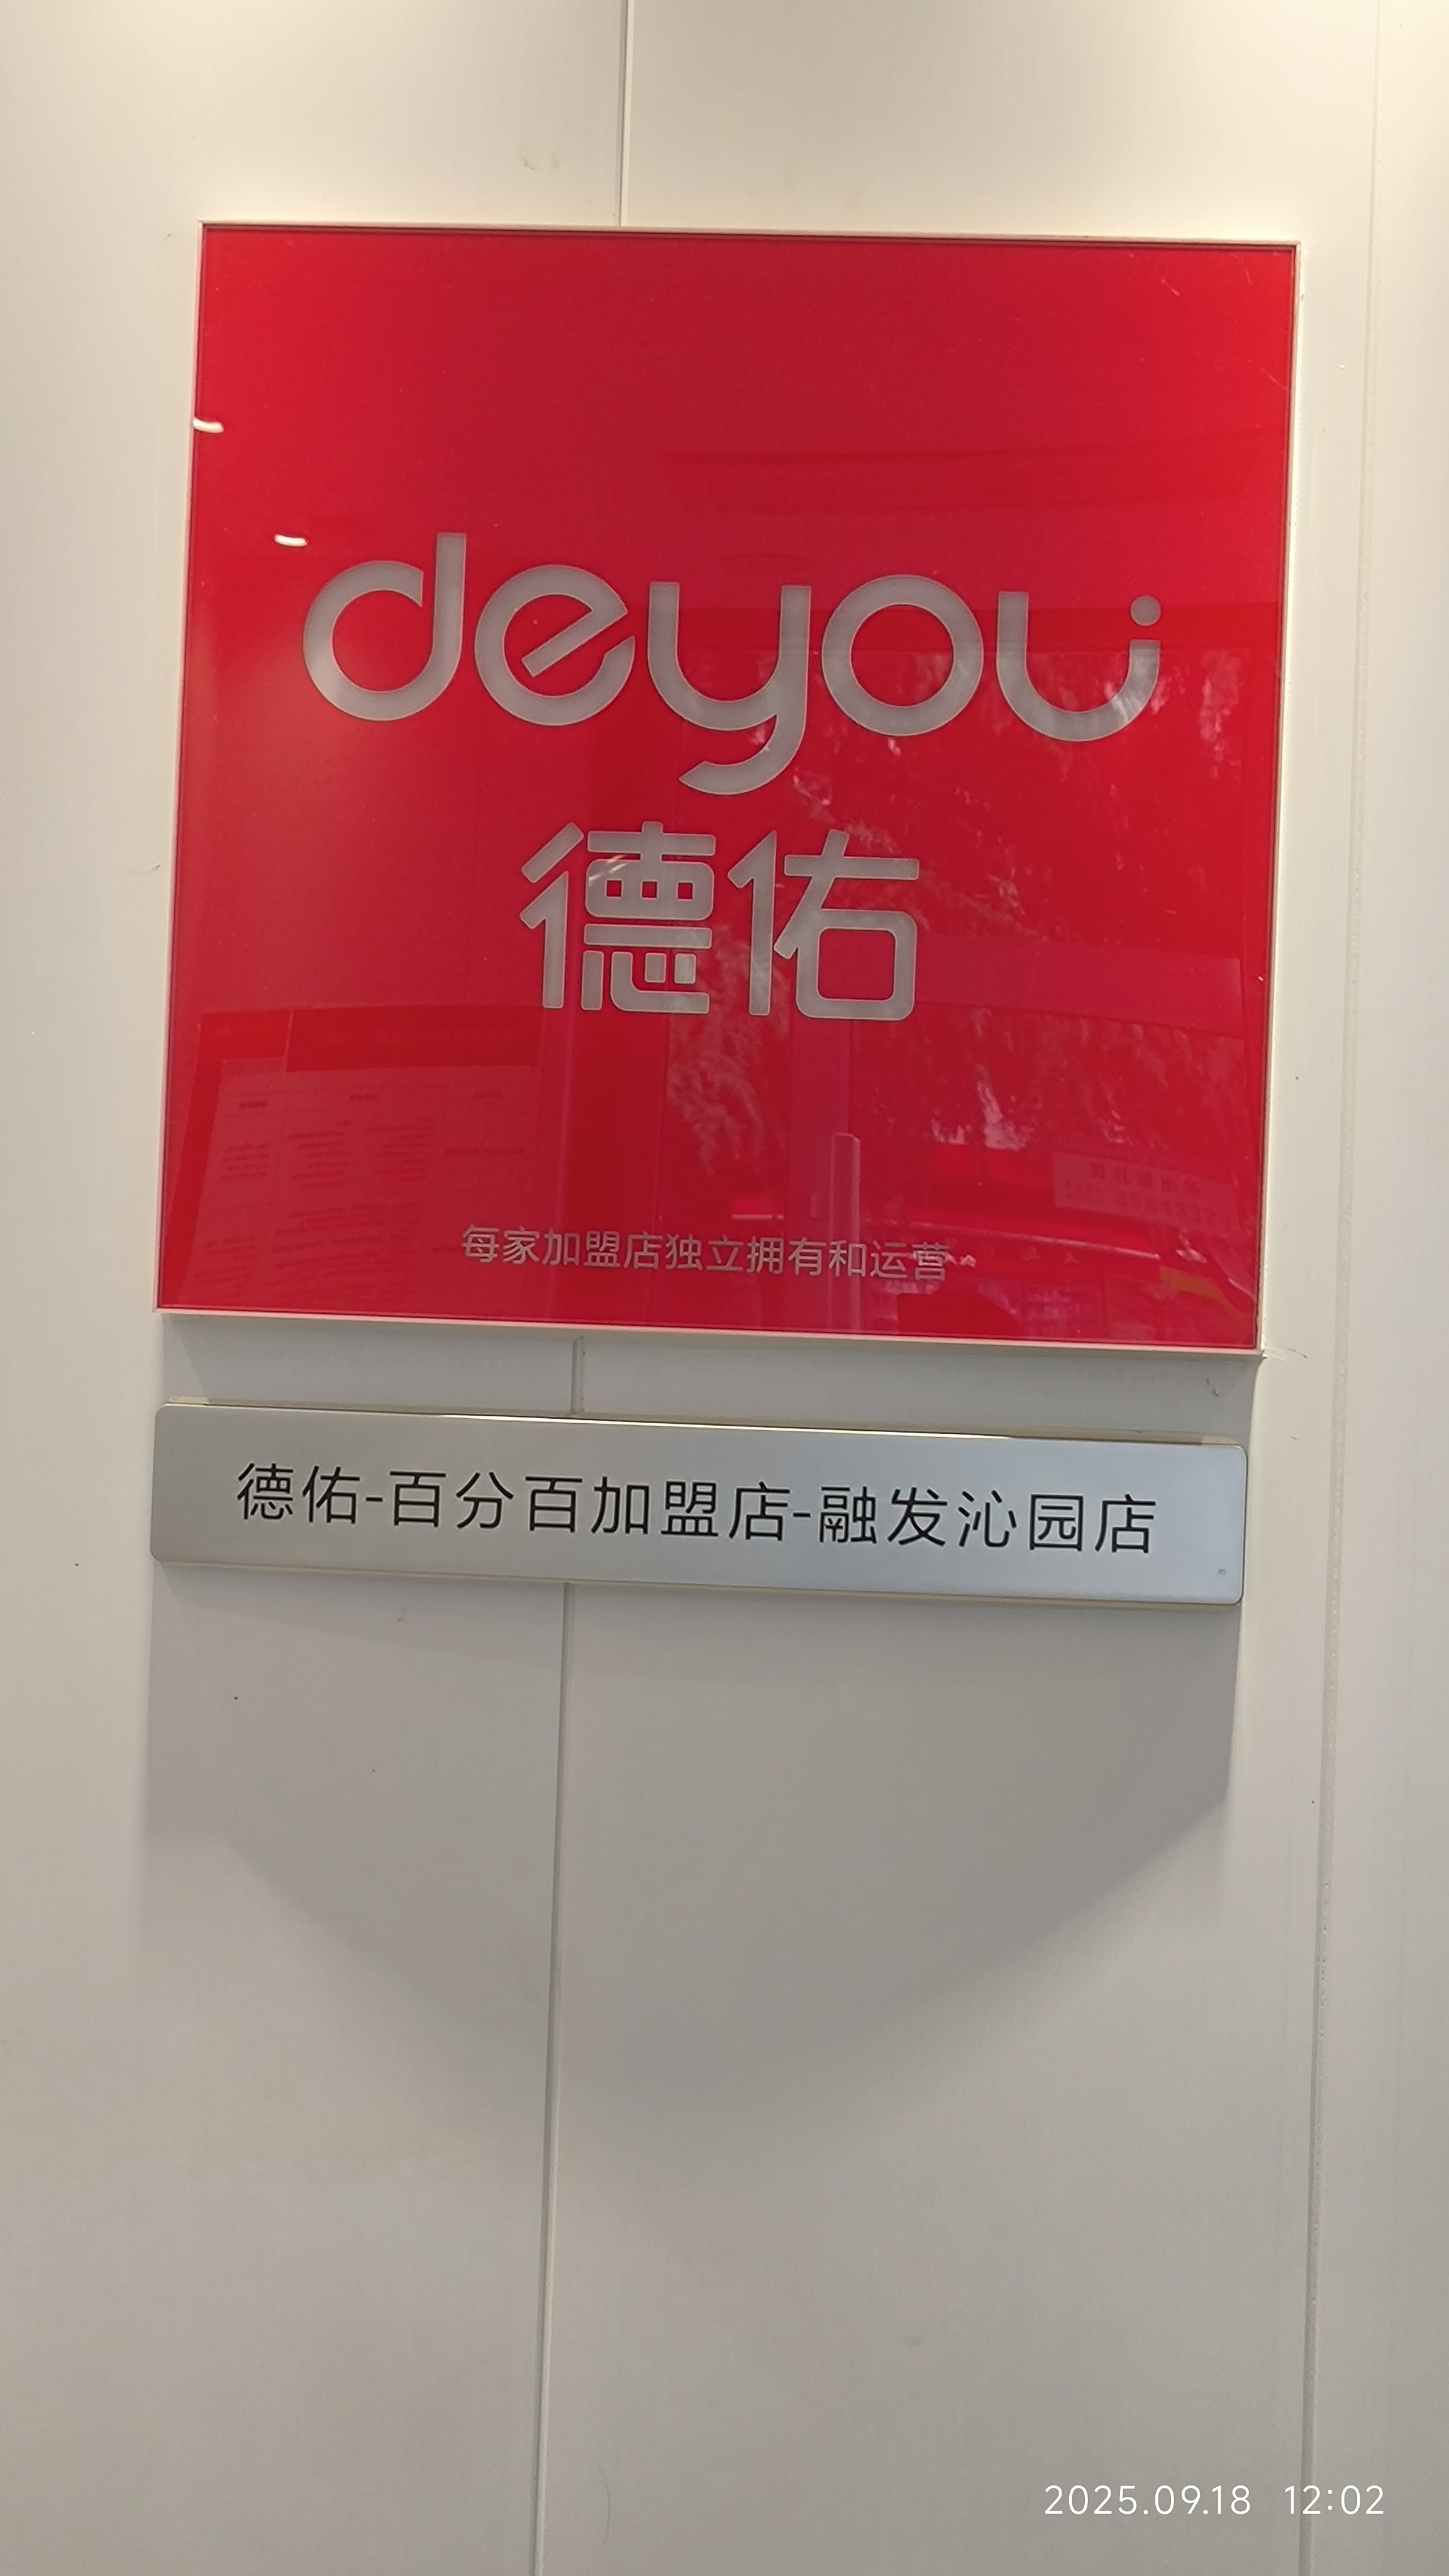 deyou
德佑
每家加盟店独立拥有和运营
德佑-百分百加盟店-融发沁园店
2025.09.18 12:02